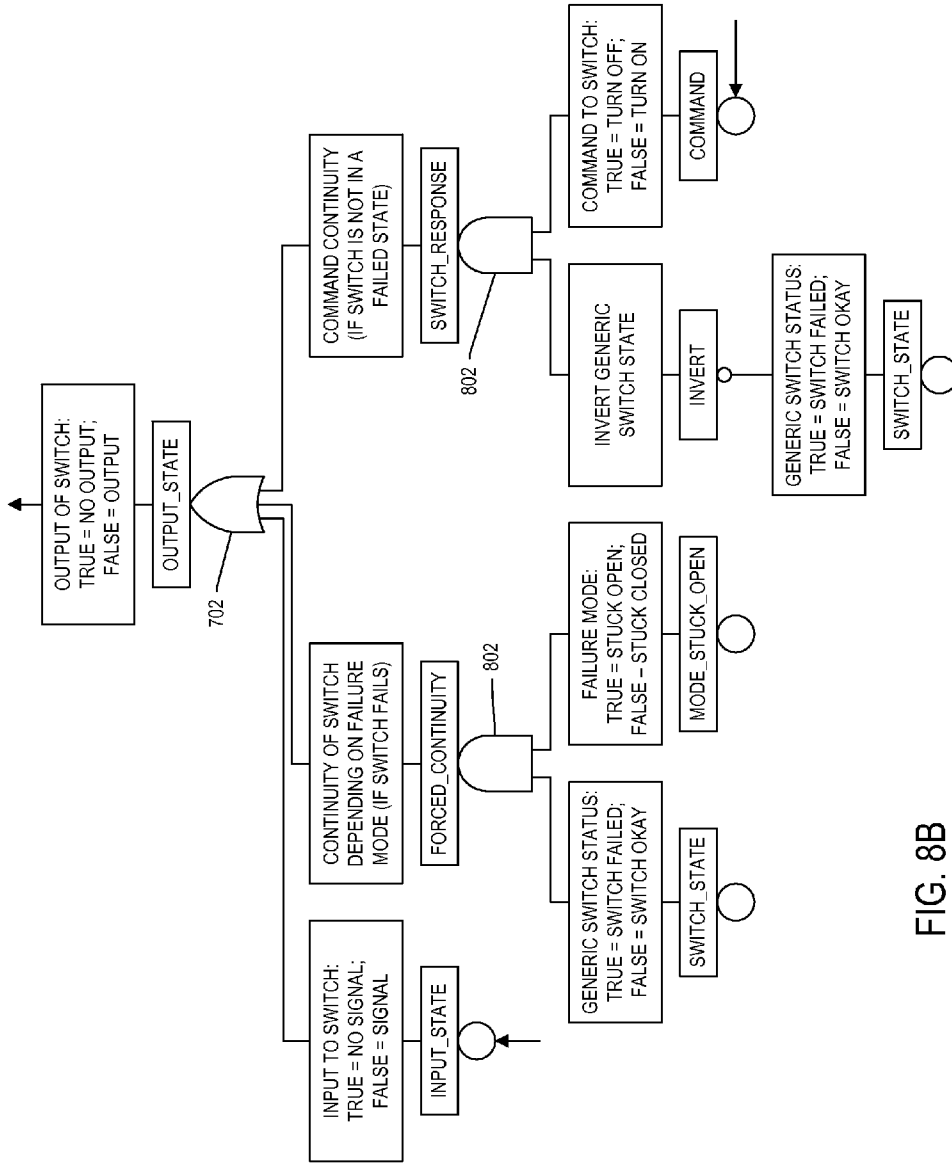 OUTPUT OF SWITCH:
TRUE = NO OUTPUT;
FALSE = OUTPUT
OUTPUT_STATE
702
INPUT TO SWITCH:
TRUE = NO SIGNAL;
FALSE = SIGNAL
INPUT_STATE
CONTINUITY OF SWITCH
DEPENDING ON FAILURE
MODE (IF SWITCH FAILS)
FORCED_CONTINUITY
802
COMMAND CONTINUITY
(IF SWITCH IS NOT IN A
FAILED STATE)
SWITCH_RESPONSE
802
GENERIC SWITCH STATUS:
TRUE = SWITCH FAILED;
FALSE = SWITCH OKAY
SWITCH_STATE
FAILURE MODE:
TRUE = STUCK OPEN;
FALSE – STUCK CLOSED
MODE_STUCK_OPEN
INVERT GENERIC
SWITCH STATE
INVERT
COMMAND TO SWITCH:
TRUE = TURN OFF;
FALSE = TURN ON
COMMAND
GENERIC SWITCH STATUS:
TRUE = SWITCH FAILED;
FALSE = SWITCH OKAY
SWITCH_STATE
FIG. 8B